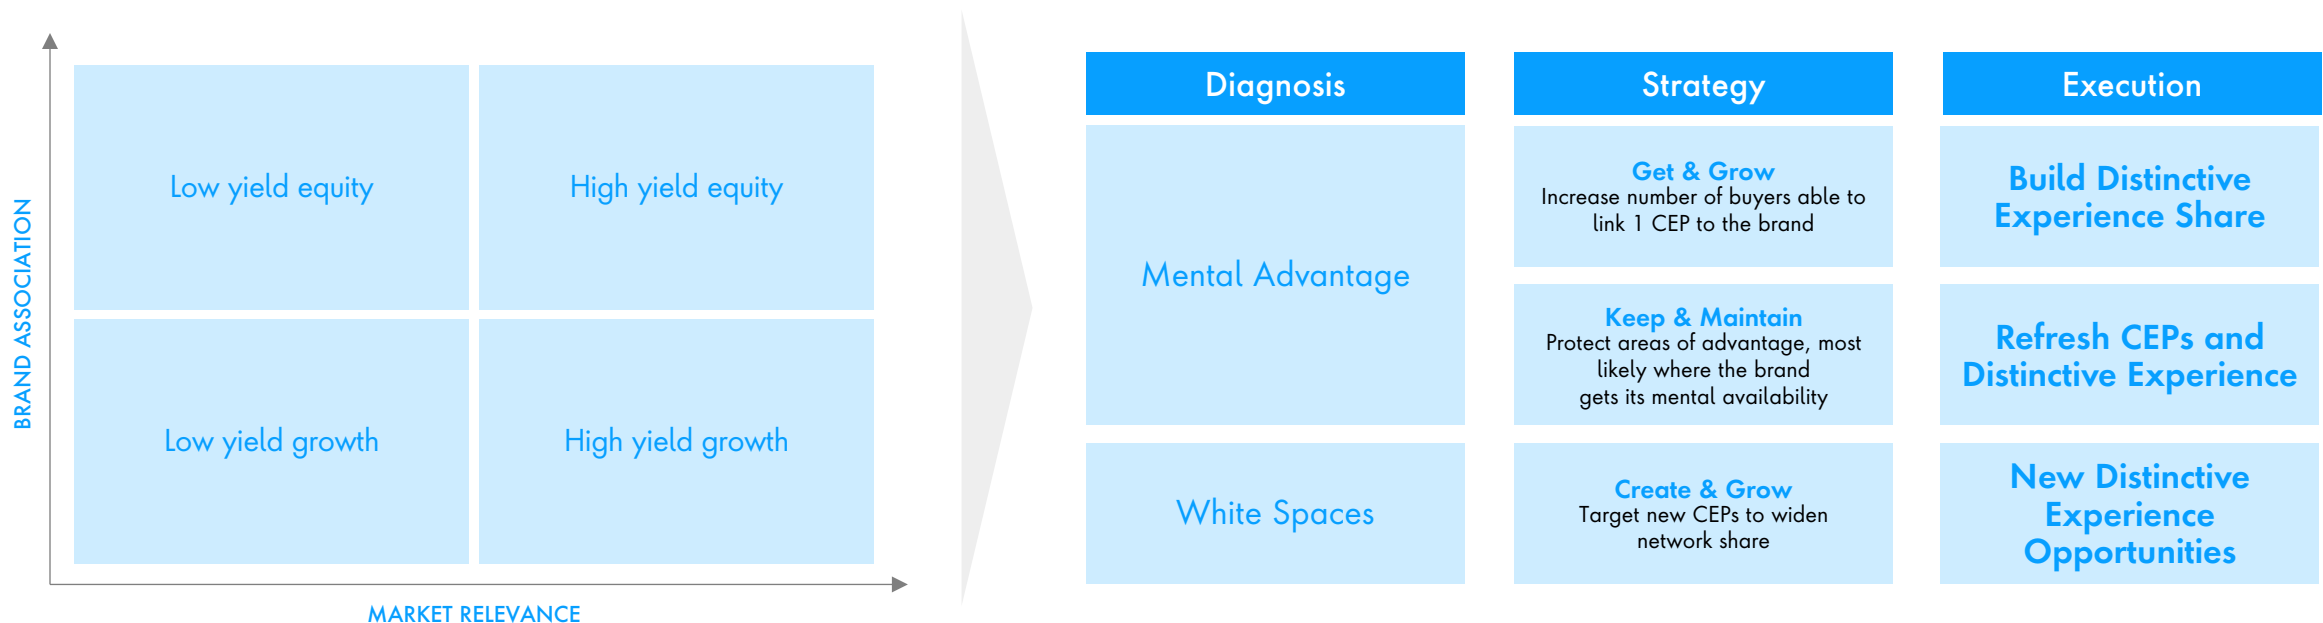 BRAND ASSOCIATION
Low yield equity
High yield equity
Low yield growth
High yield growth
MARKET RELEVANCE
Diagnosis
Strategy
Execution
Mental Advantage
Get & Grow
Increase number of buyers able to
link 1 CEP to the brand
Build Distinctive
Experience Share
Keep & Maintain
Protect areas of advantage, most
likely where the brand
gets its mental availability
Refresh CEPs and
Distinctive Experience
White Spaces
Create & Grow
Target new CEPs to widen
network share
New Distinctive
Experience
Opportunities